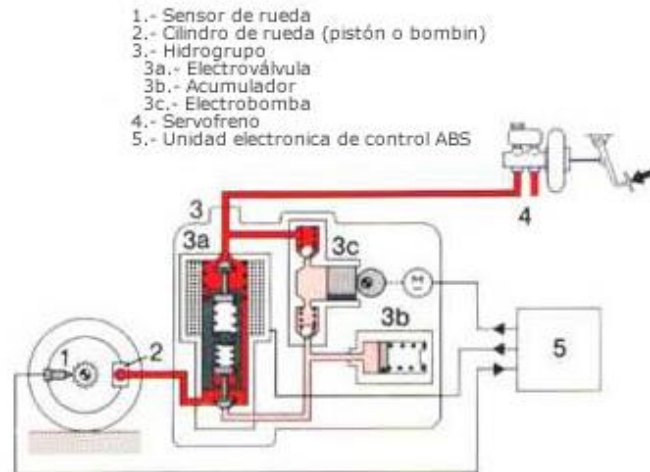 1.- Sensor de rueda
2.- Cilindro de rueda (pistón o bombin)
3.- Hidrogrupo
3a.- Electroválvula
3b.- Acumulador
3c.- Electrobomba
4.- Servofreno
5.- Unidad electronica de control ABS
4
3
3a
3c
3b
5
1
2
M